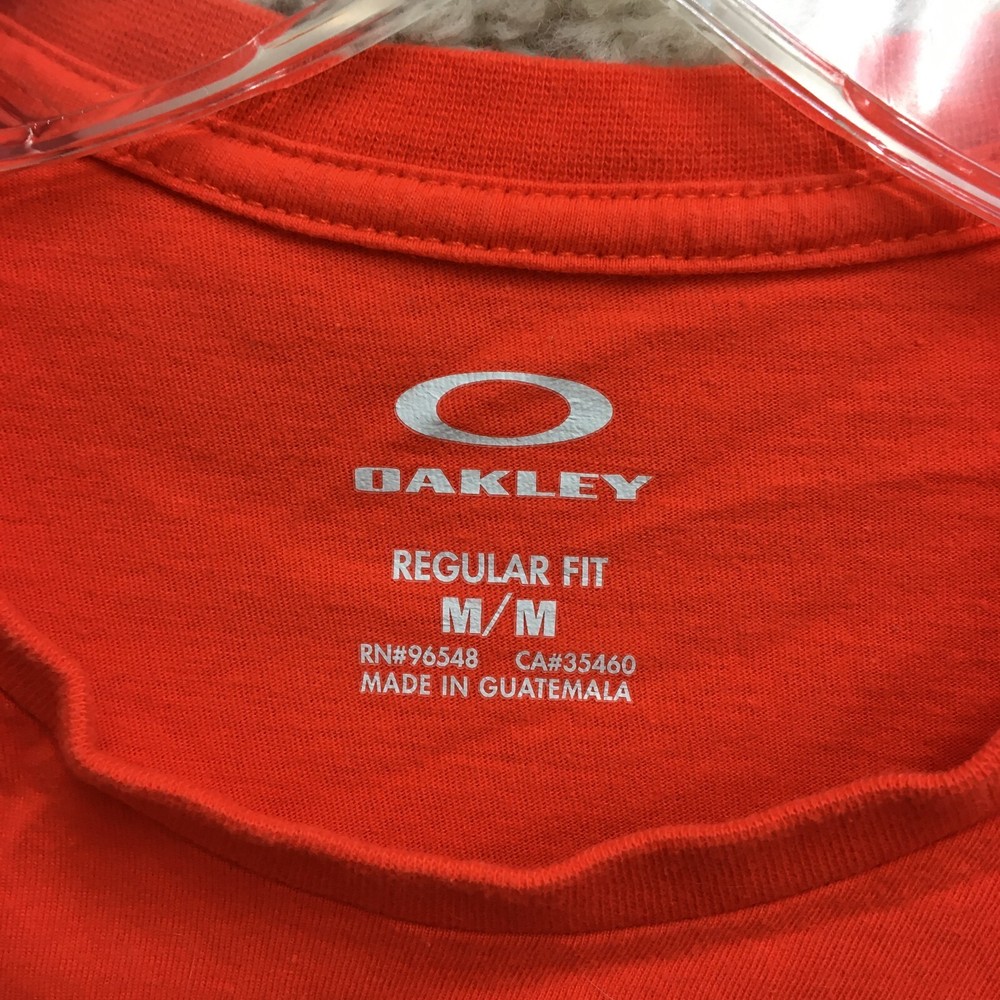 OAKLEY
REGULAR FIT
M/M
RN#96548 CA#35460
MADE IN GUATEMALA